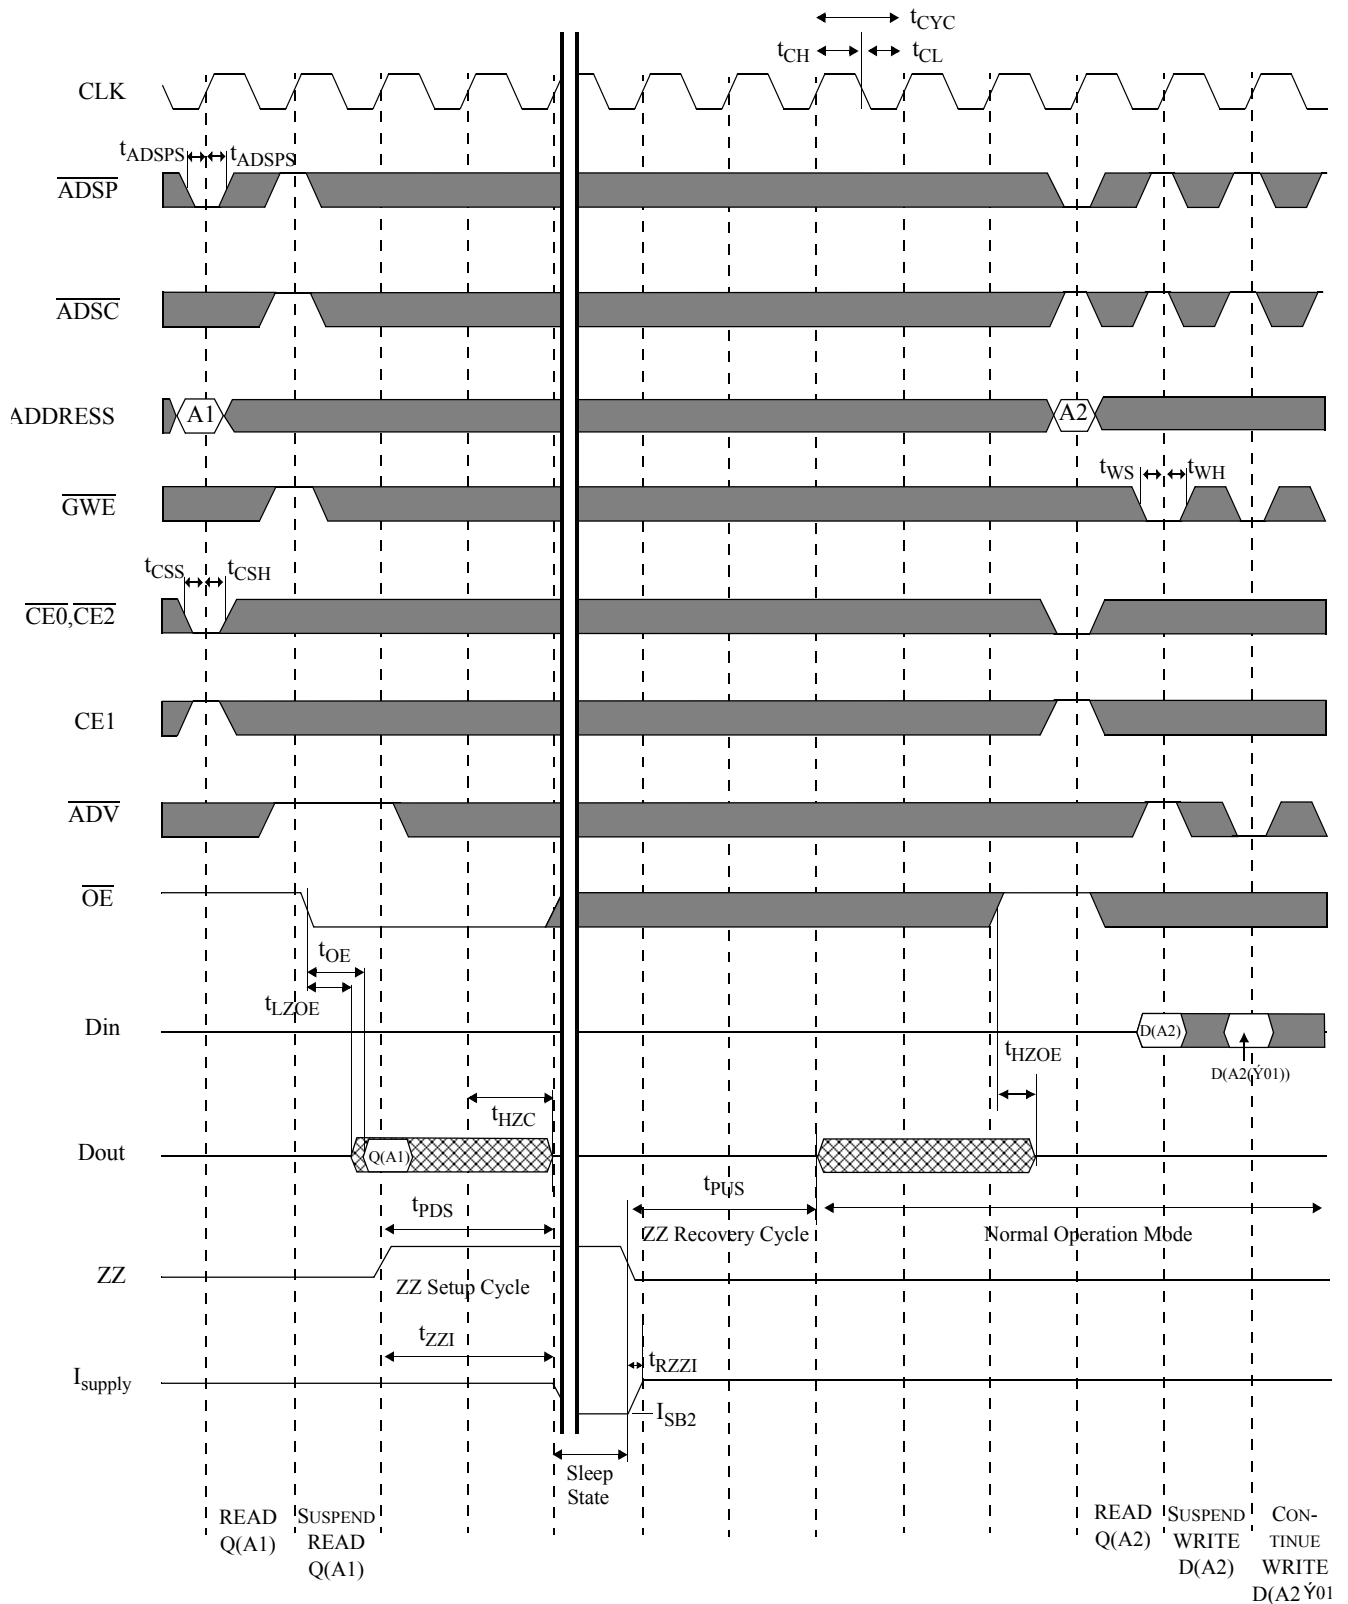 tCYC
tCH
tCL
CLK
tADSPS
tADSPS
ADSP
ADSC
ADDRESS
A1
A2
tWS
tWH
GWE
tCSS
tCSH
CE0,CE2
CE1
ADV
OE
tOE
tLZOE
Din
D(A2)
tHZOE
D(A2(Ý01))
tHZC
Dout
Q(A1)
tPDS
tPUS
ZZ Recovery Cycle
Normal Operation Mode
ZZ
ZZ Setup Cycle
tZZI
tRZZI
Isupply
ISB2
Sleep
State
READ
Q(A1)
SUSPEND
READ
Q(A1)
READ
Q(A2)
SUSPEND
WRITE
D(A2)
CON-
TINUE
WRITE
D(A2Ý01